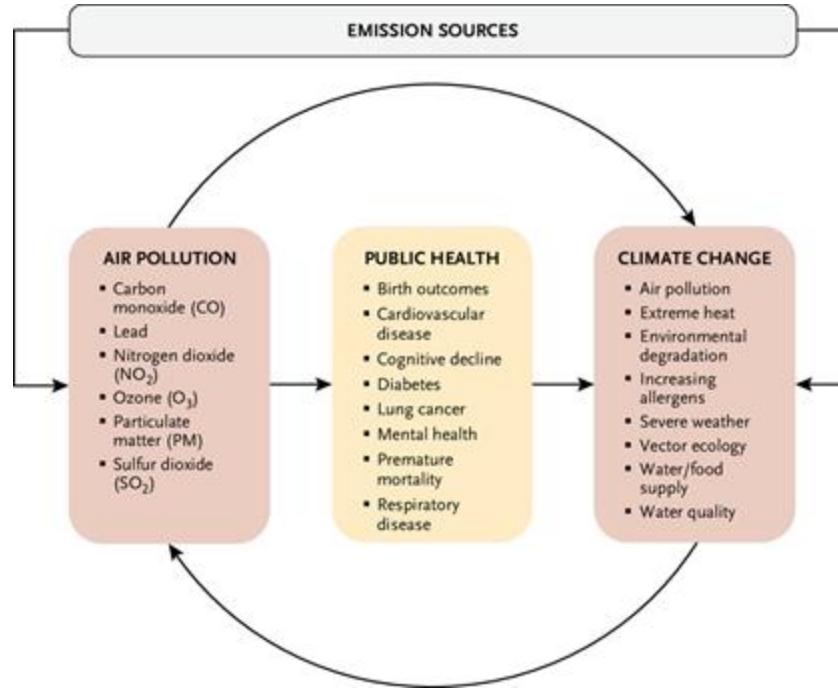 EMISSION SOURCES
AIR POLLUTION
▪ Carbon
monoxide (CO)
▪ Lead
▪ Nitrogen dioxide
(NO₂)
▪ Ozone (O₃)
▪ Particulate
matter (PM)
▪ Sulfur dioxide
(SO₂)
PUBLIC HEALTH
▪ Birth outcomes
▪ Cardiovascular
disease
▪ Cognitive decline
▪ Diabetes
▪ Lung cancer
▪ Mental health
▪ Premature
mortality
▪ Respiratory
disease
CLIMATE CHANGE
▪ Air pollution
▪ Extreme heat
▪ Environmental
degradation
▪ Increasing
allergens
▪ Severe weather
▪ Vector ecology
▪ Water/food
supply
▪ Water quality